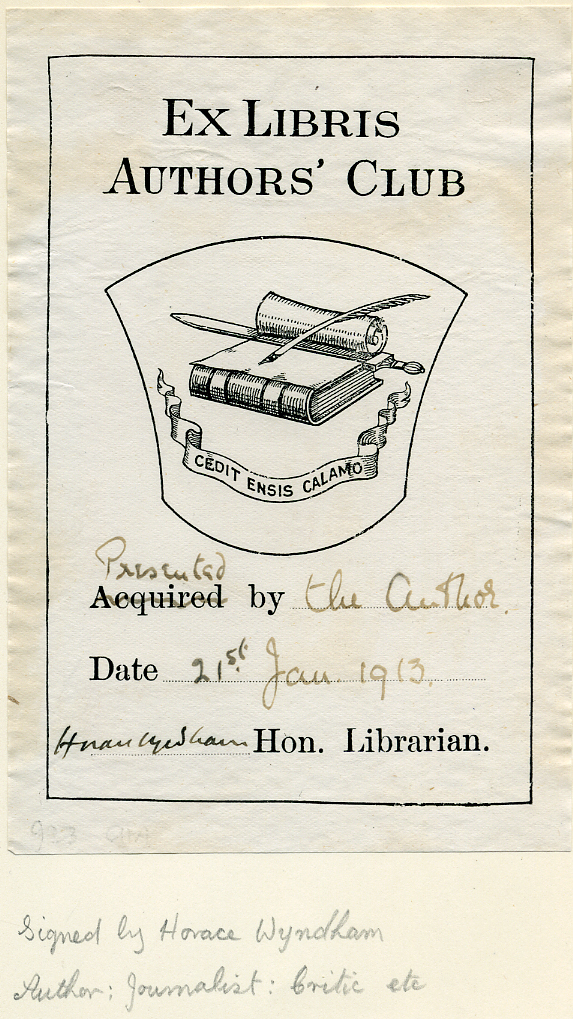 EX LIBRIS
AUTHORS' CLUB
CEDIT ENSIS CALAMO
Presented
Acquired by the Author.
Date 21st Jan. 1913.
Horace Wyndham Hon. Librarian.
Signed by Horace Wyndham
Author; Journalist: Critic etc